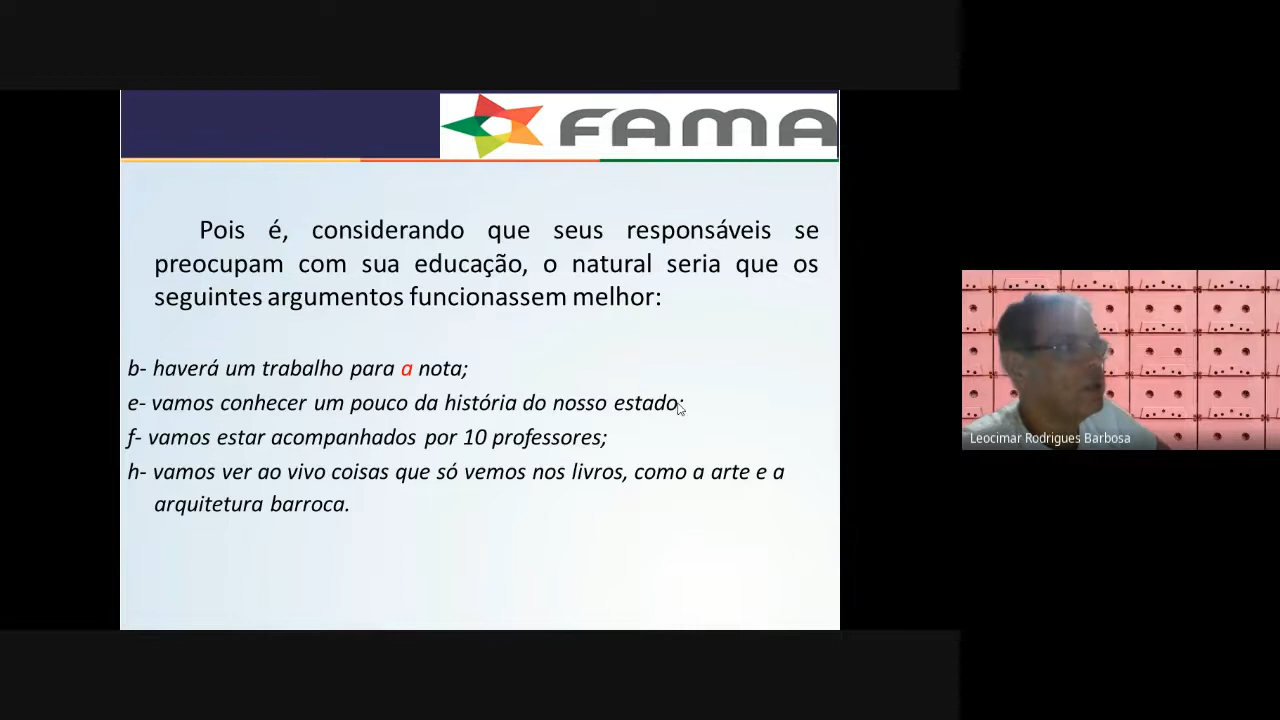 FAMA
Pois é, considerando que seus responsáveis se
preocupam com sua educação, o natural seria que os
seguintes argumentos funcionassem melhor:
b- haverá um trabalho para a nota;
e- vamos conhecer um pouco da história do nosso estado;
f- vamos estar acompanhados por 10 professores;
h- vamos ver ao vivo coisas que só vemos nos livros, como a arte e a
arquitetura barroca.
Leocimar Rodrigues Barbosa